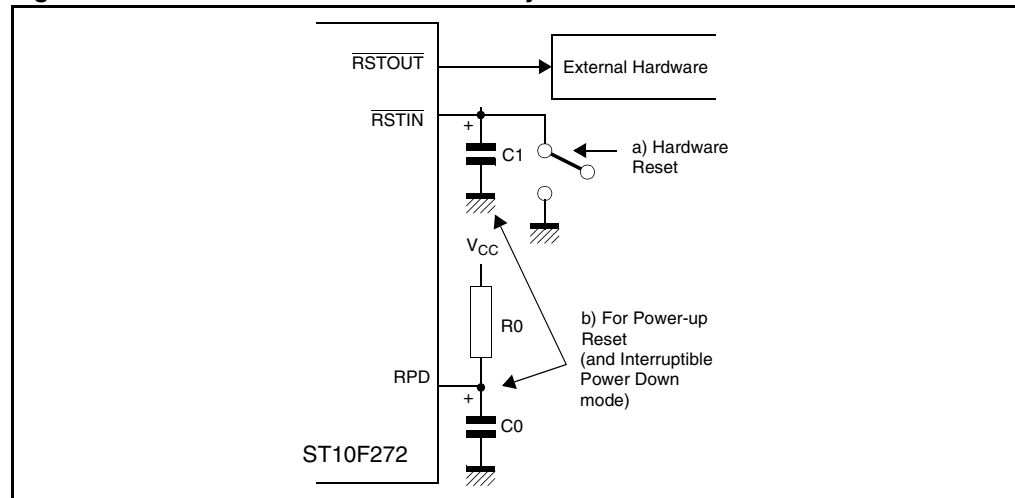 RSTOUT
External Hardware
RSTIN
+
C1
a) Hardware
Reset
VCC
R0
b) For Power-up
Reset
(and Interruptible
Power Down
mode)
RPD
+
C0
ST10F272